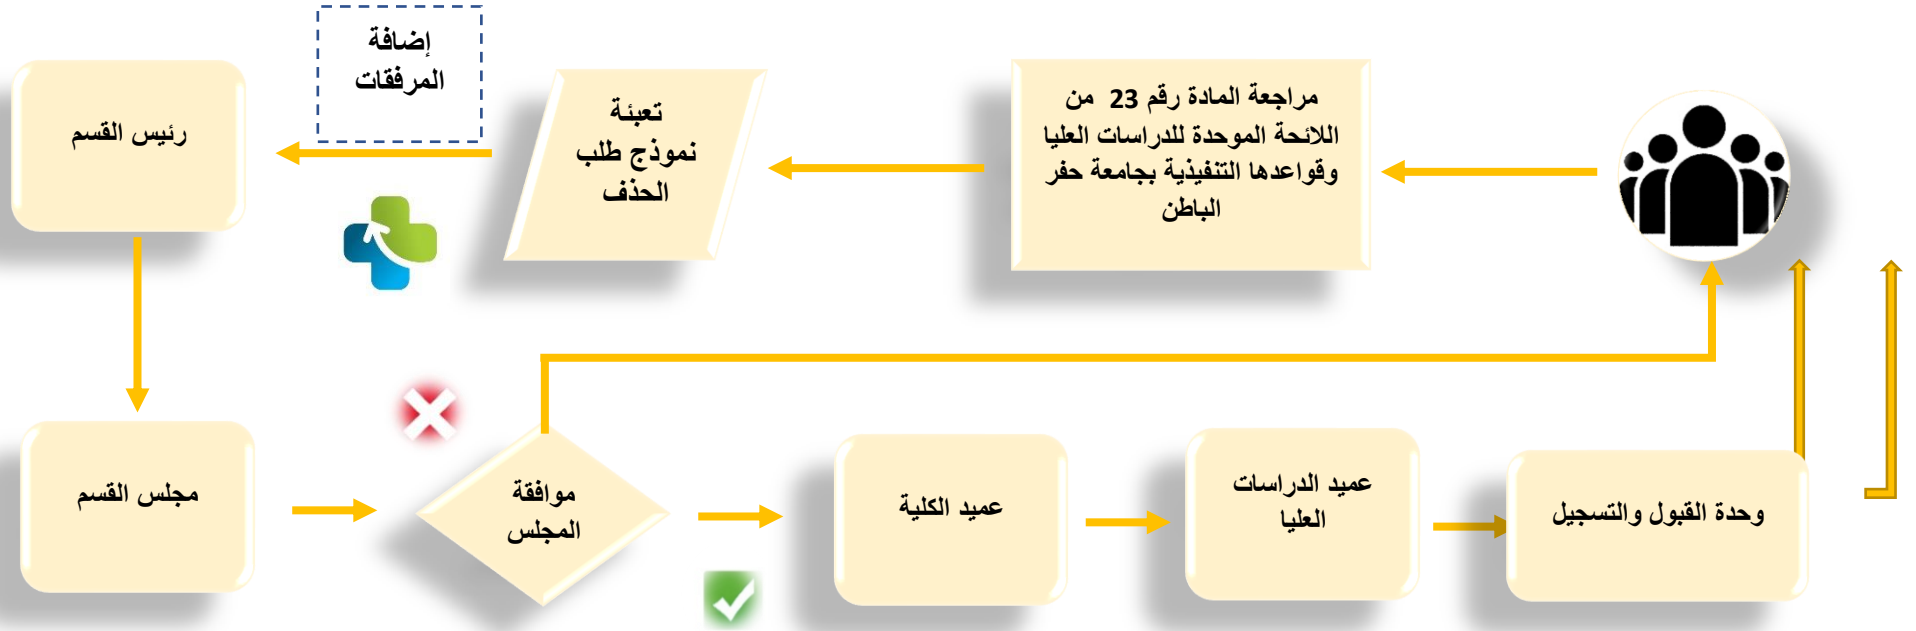 مراجعة المادة رقم 23 من
اللائحة الموحدة للدراسات العليا
وقواعدها التنفيذية بجامعة حفر
الباطن
تعبئة
نموذج طلب
الحذف
إضافة
المرفقات
رئيس القسم
مجلس القسم
موافقة
المجلس
عميد الكلية
عميد الدراسات
العليا
وحدة القبول والتسجيل